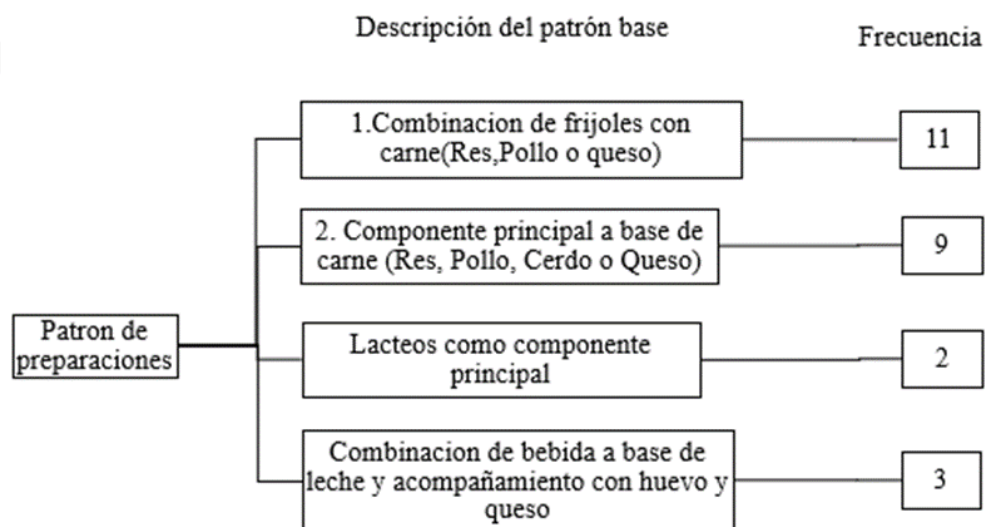 Descripción del patrón base
Frecuencia
1.Combinacion de frijoles con
carne(Res,Pollo o queso)
11
2. Componente principal a base de
carne (Res, Pollo, Cerdo o Queso)
9
Patron de
preparaciones
Lacteos como componente
principal
2
Combinacion de bebida a base de
leche y acompañamiento con huevo y
queso
3